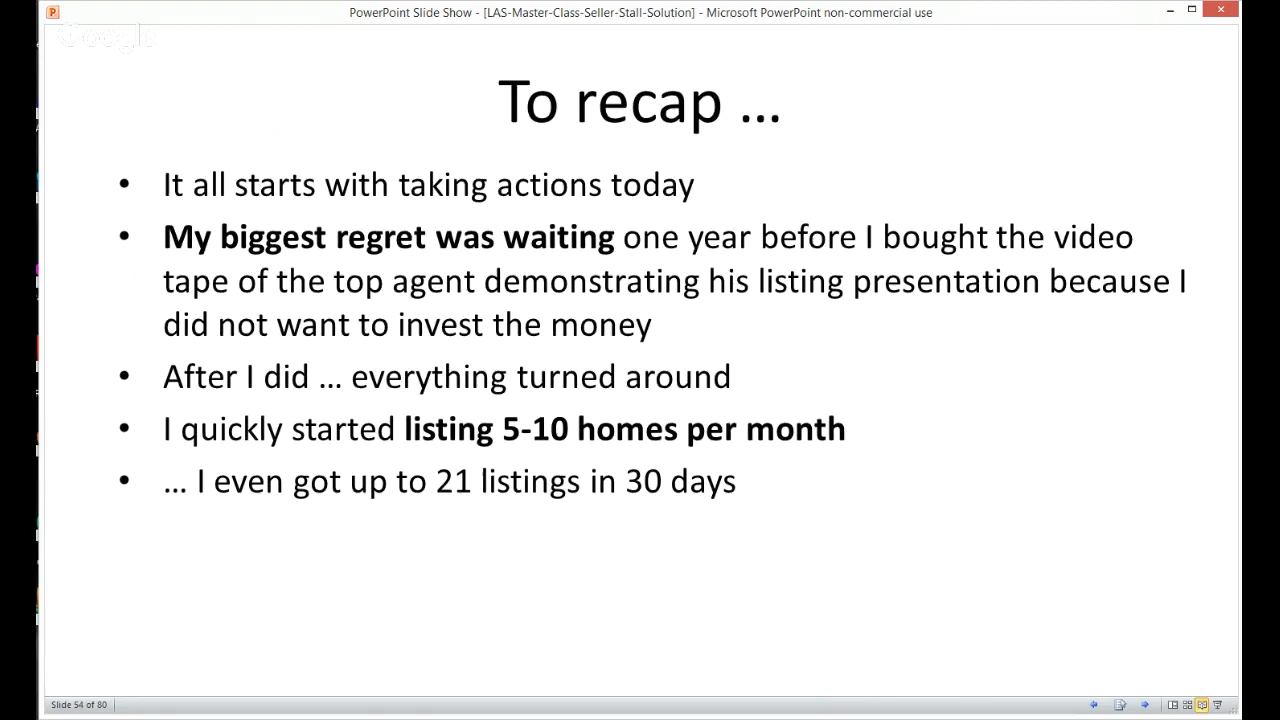 PowerPoint Slide Show - [LAS-Master-Class-Seller-Stall-Solution] - Microsoft PowerPoint non-commercial use
Google
To recap ...
• It all starts with taking actions today
• My biggest regret was waiting one year before I bought the video
tape of the top agent demonstrating his listing presentation because I
did not want to invest the money
• After I did ... everything turned around
• I quickly started listing 5-10 homes per month
• ... I even got up to 21 listings in 30 days
Slide 54 of 80